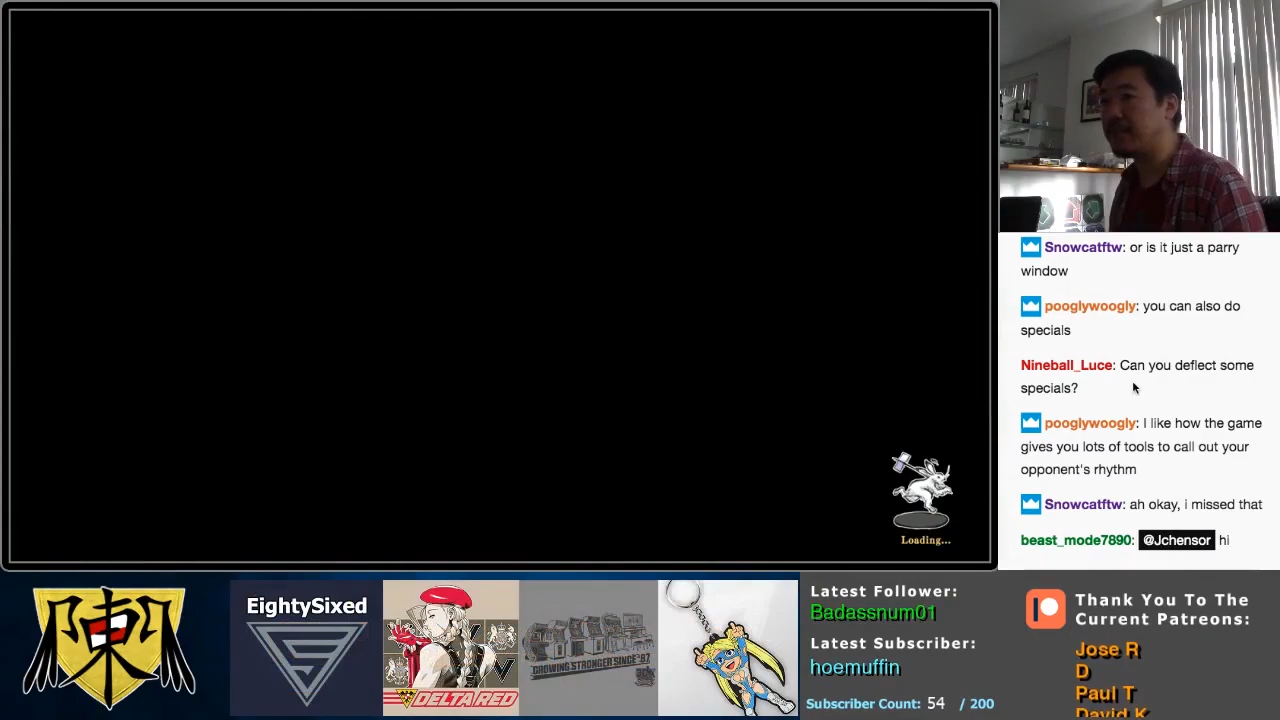 Loading...
Snowcatftw: or is it just a parry
window
pooglywoogly: you can also do
specials
Nineball_Luce: Can you deflect some
specials?
pooglywoogly: I like how the game
gives you lots of tools to call out your
opponent's rhythm
Snowcatftw: ah okay, i missed that
beast_mode7890: @Jchensor hi
陳
EightySixed
DELTA RED
GROWING STRONGER SINCE '97
Latest Follower:
Badassnum01
Latest Subscriber:
hoemuffin
Subscriber Count: 54 / 200
Thank You To The
Current Patreons:
Jose R
D
Paul T
David K